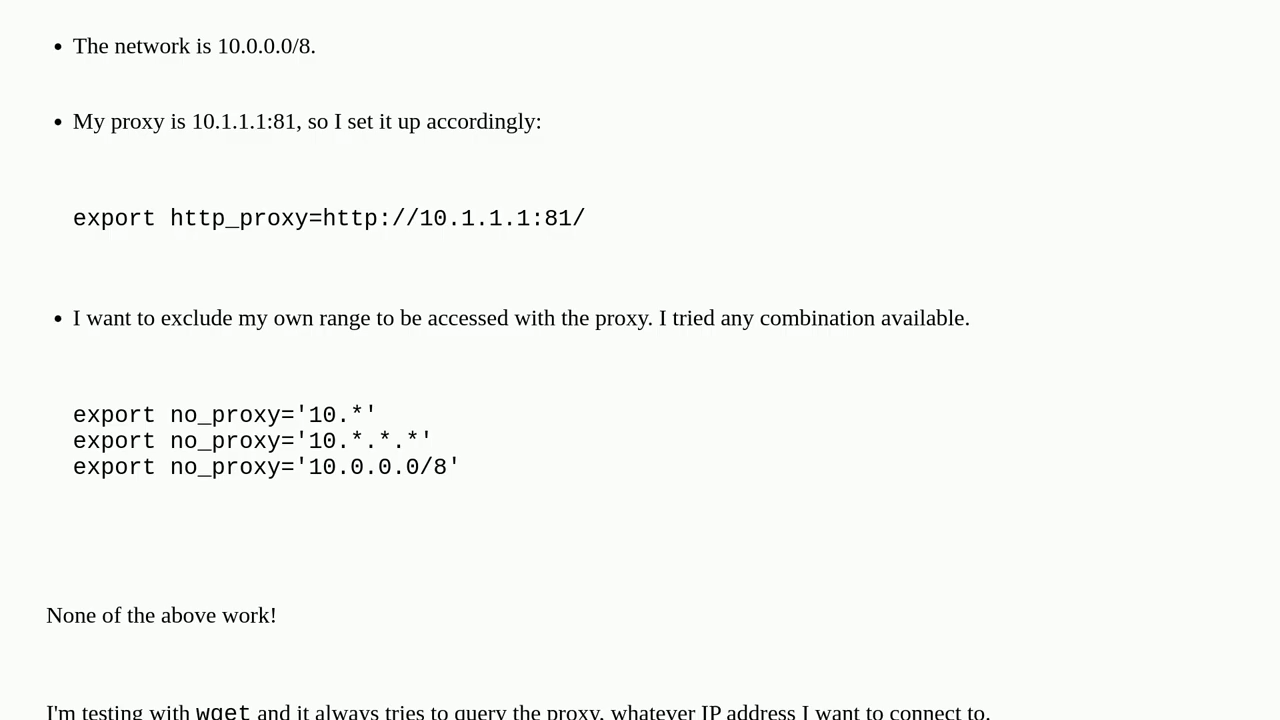 • The network is 10.0.0.0/8.
• My proxy is 10.1.1.1:81, so I set it up accordingly:
export http_proxy=http://10.1.1.1:81/
• I want to exclude my own range to be accessed with the proxy. I tried any combination available.
export no_proxy='10.*'
export no_proxy='10.*.*.*'
export no_proxy='10.0.0.0/8'
None of the above work!
I'm testing with wget and it always tries to query the proxy, whatever IP address I want to connect to.